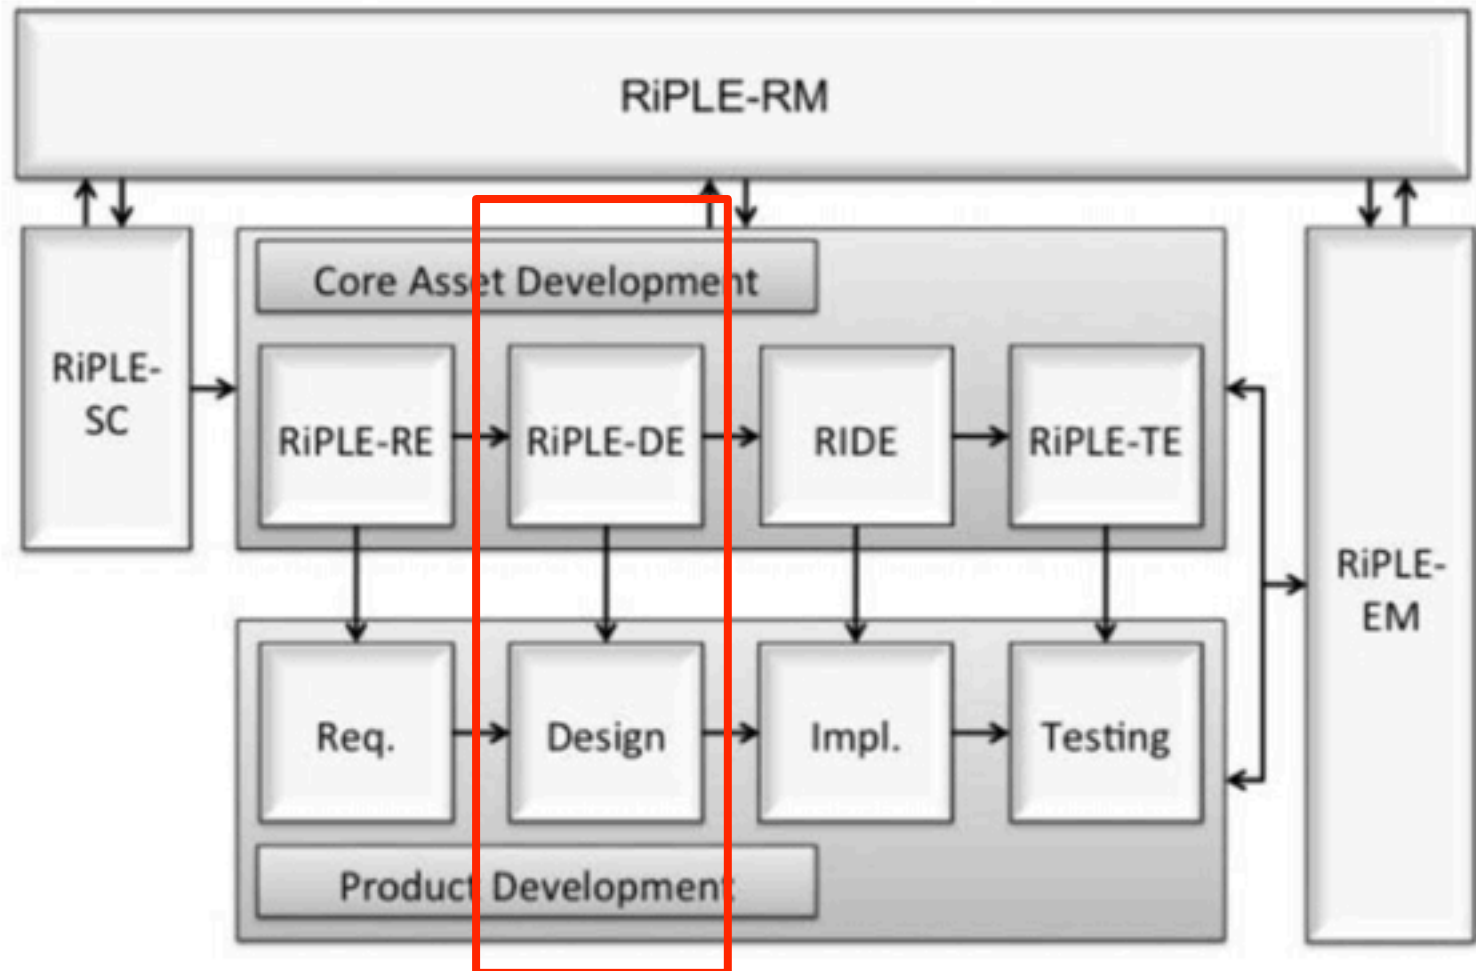 RiPLE-RM
Core Asset Development
RiPLE-
SC
RiPLE-RE
RiPLE-DE
RIDE
RiPLE-TE
RiPLE-
EM
Req.
Design
Impl.
Testing
Product Development